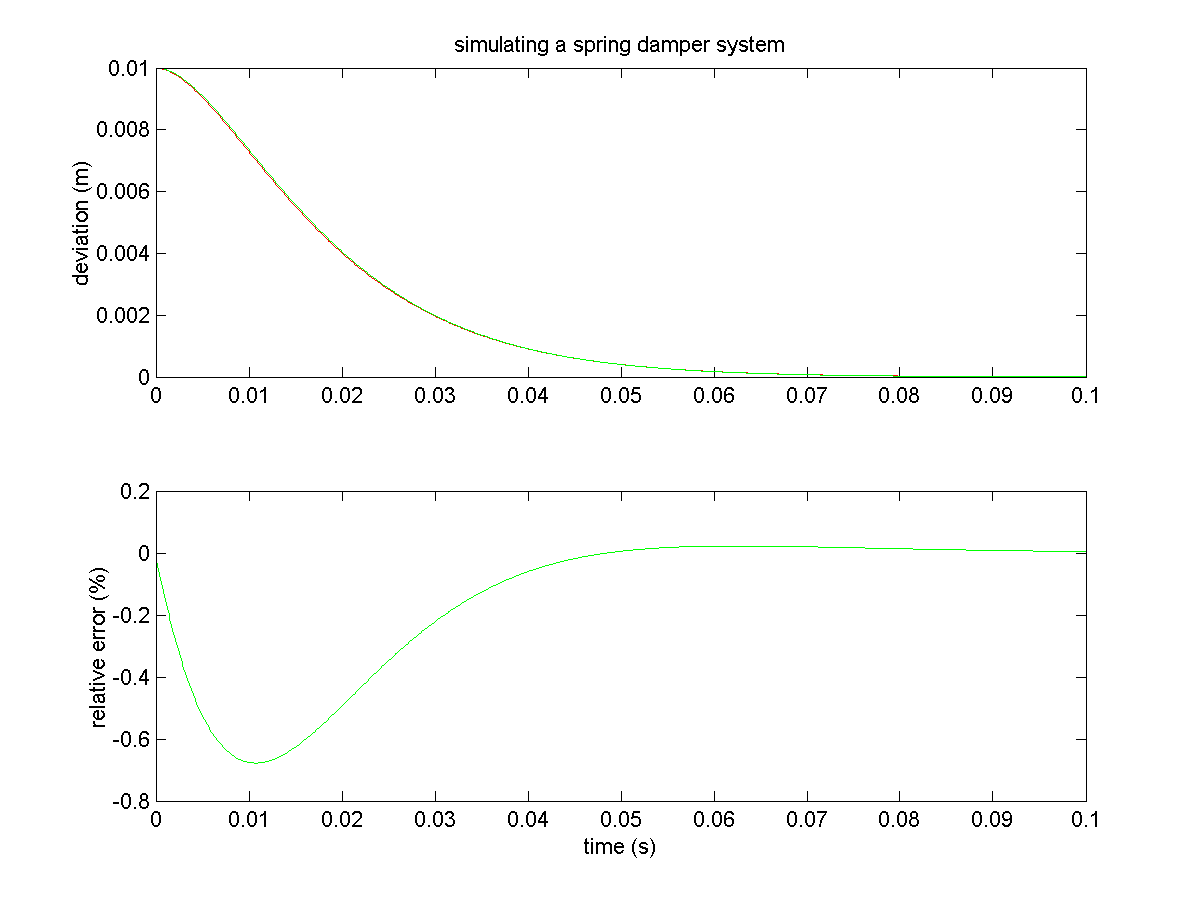 simulating a spring damper system
deviation (m)
0.01
0.008
0.006
0.004
0.002
0
0 0.01 0.02 0.03 0.04 0.05 0.06 0.07 0.08 0.09 0.1
relative error (%)
0.2
0
-0.2
-0.4
-0.6
-0.8
0 0.01 0.02 0.03 0.04 0.05 0.06 0.07 0.08 0.09 0.1
time (s)